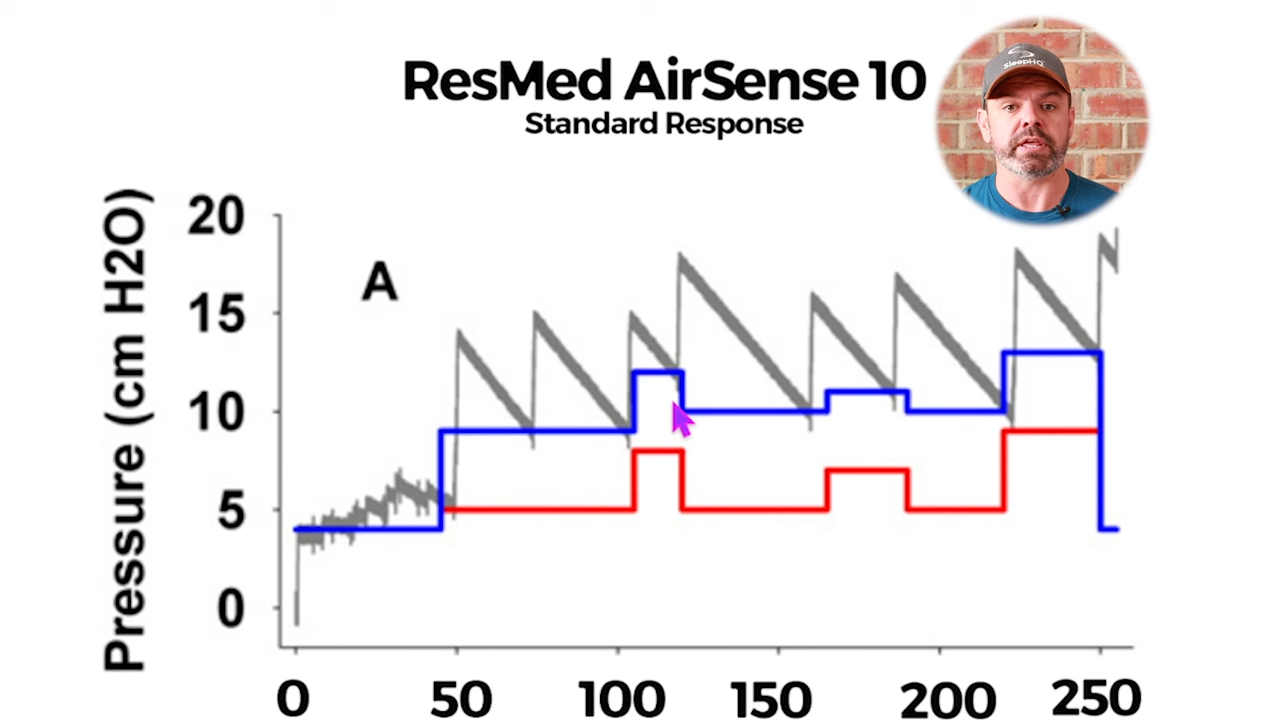 ResMed AirSense 10
Standard Response
SleepHQ
Pressure (cm H2O)
20
15
10
5
0
A
0 50 100 150 200 250